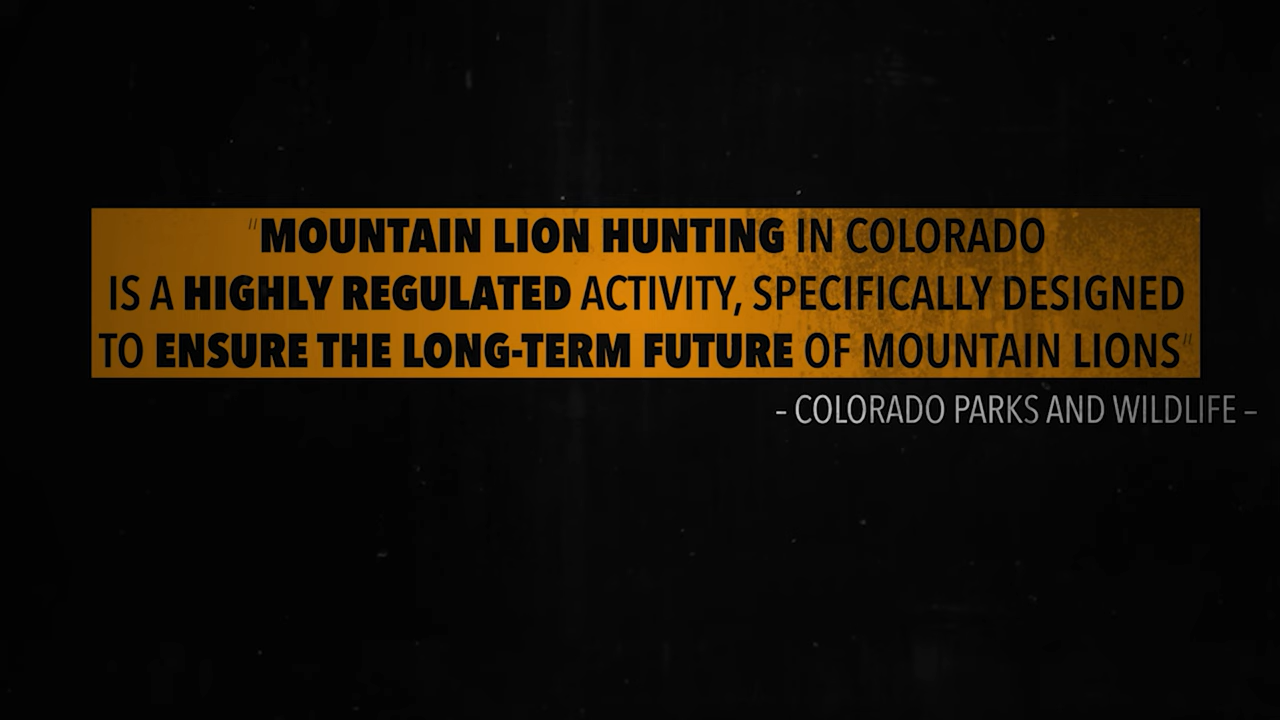 "MOUNTAIN LION HUNTING IN COLORADO
IS A HIGHLY REGULATED ACTIVITY, SPECIFICALLY DESIGNED
TO ENSURE THE LONG-TERM FUTURE OF MOUNTAIN LIONS"
– COLORADO PARKS AND WILDLIFE –